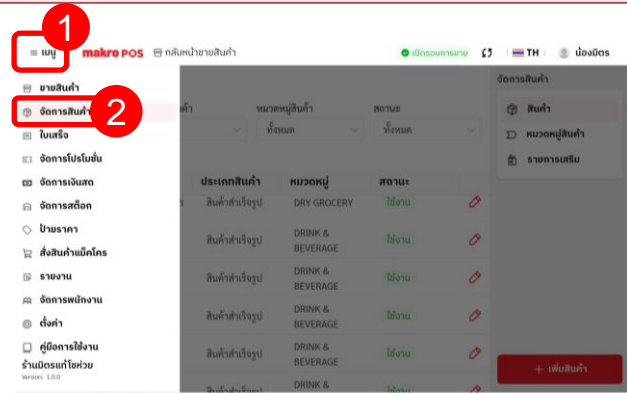 1
เมนู makro POS กลับหน้าขายสินค้า เปิดรอบการขาย TH น้องมิตร
จัดการสินค้า
สินค้า
หมวดหมู่สินค้า
รายการเสริม
ขายสินค้า
จัดการสินค้า 2
ใบเสร็จ
จัดการโปรโมชั่น
จัดการเงินสด
จัดการสต็อก
ป้ายราคา
สั่งสินค้าแม็คโคร
รายงาน
จัดการพนักงาน
ตั้งค่า
คู่มือการใช้งาน
ร้านมิตรแท้โชห่วย
Version: 1.0.0
หมวดหมู่สินค้า สถานะ
ทั้งหมด ทั้งหมด
ประเภทสินค้า หมวดหมู่ สถานะ
สินค้าสำเร็จรูป DRY GROCERY ใช้งาน
สินค้าสำเร็จรูป DRINK & BEVERAGE ใช้งาน
สินค้าสำเร็จรูป DRINK & BEVERAGE ใช้งาน
สินค้าสำเร็จรูป DRINK & BEVERAGE ใช้งาน
สินค้าสำเร็จรูป DRINK & BEVERAGE ใช้งาน
สินค้าสำเร็จรูป DRINK & ใช้งาน
+ เพิ่มสินค้า